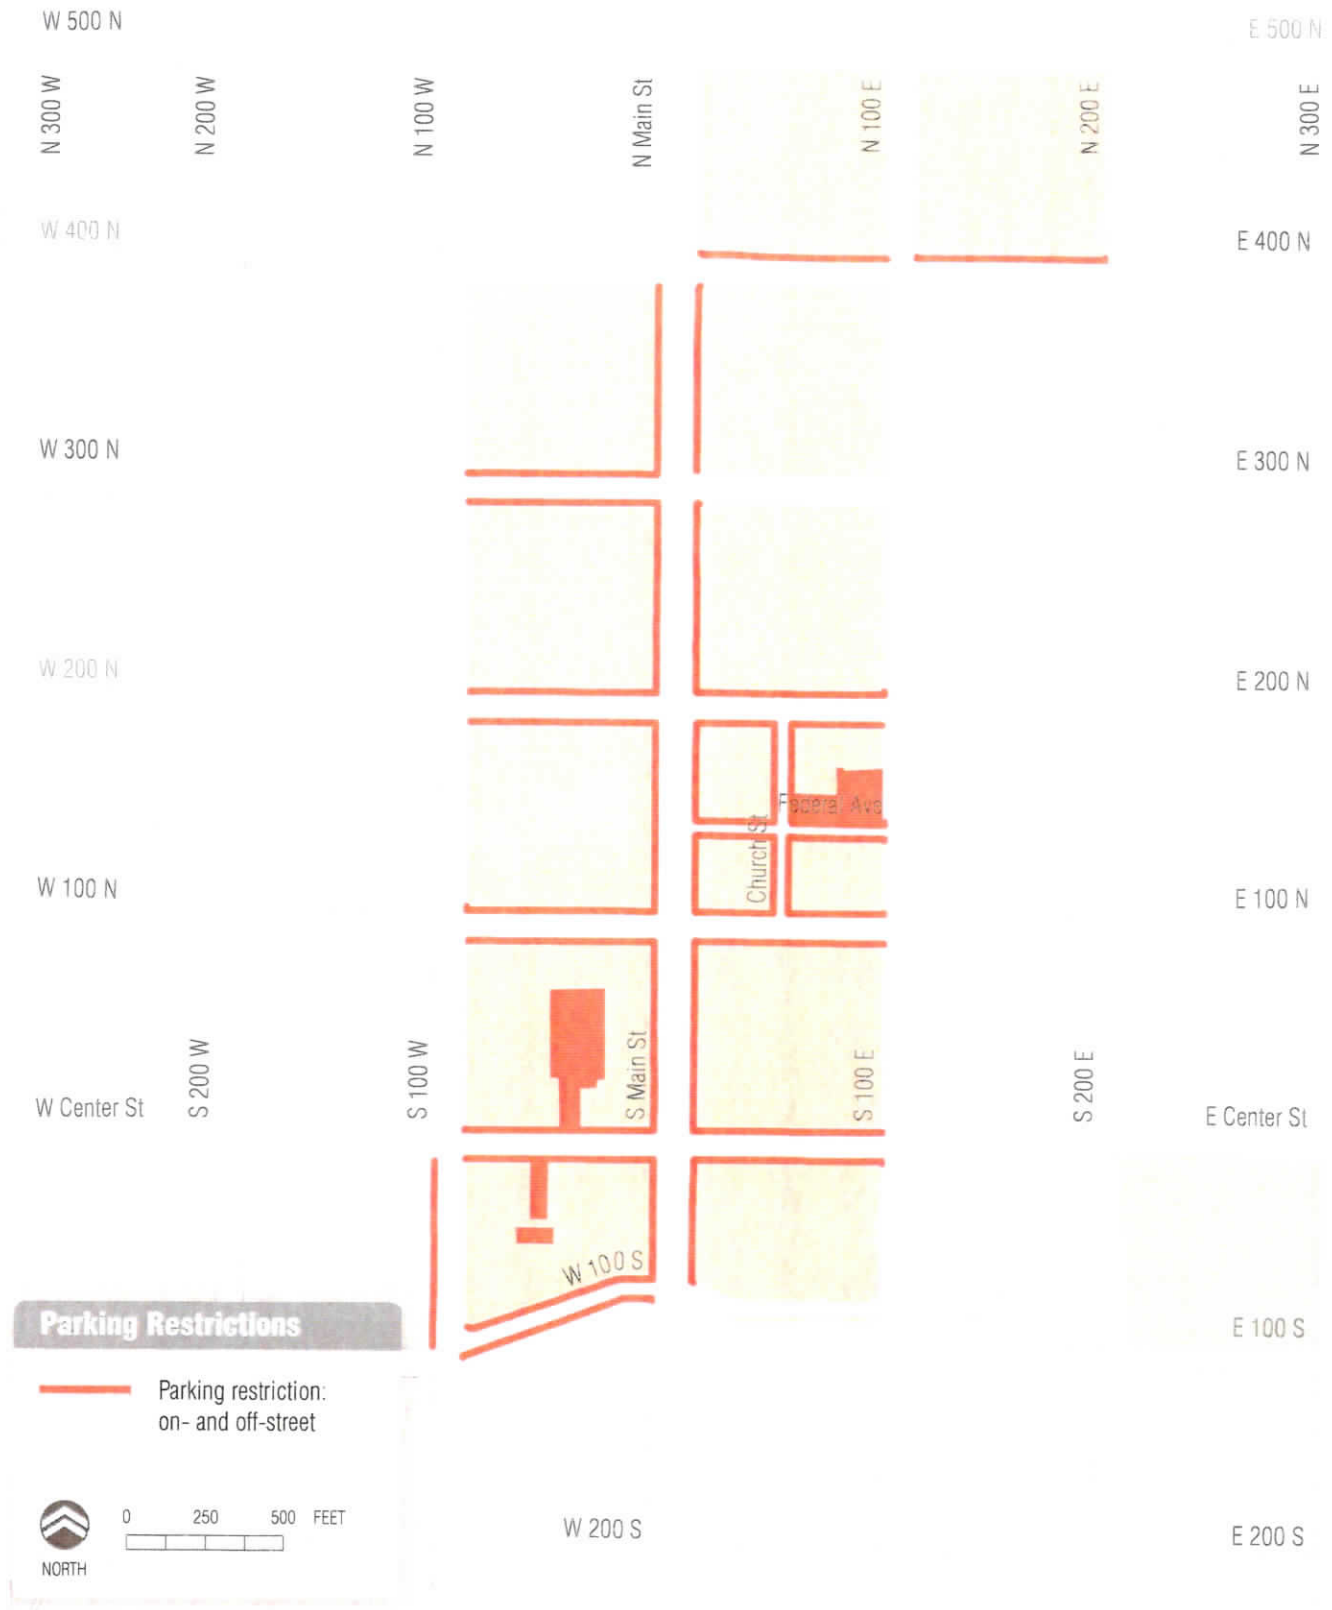 W 500 N
E 500 N
N 300 W
N 200 W
N 100 W
N Main St
N 100 E
N 200 E
N 300 E
W 400 N
E 400 N
W 300 N
E 300 N
W 200 N
E 200 N
Federal Ave
Church St
W 100 N
E 100 N
S 200 W
S 100 W
S Main St
S 100 E
S 200 E
W Center St
E Center St
W 100 S
E 100 S
Parking Restrictions
Parking restriction:
on- and off-street
0 250 500 FEET
NORTH
W 200 S
E 200 S